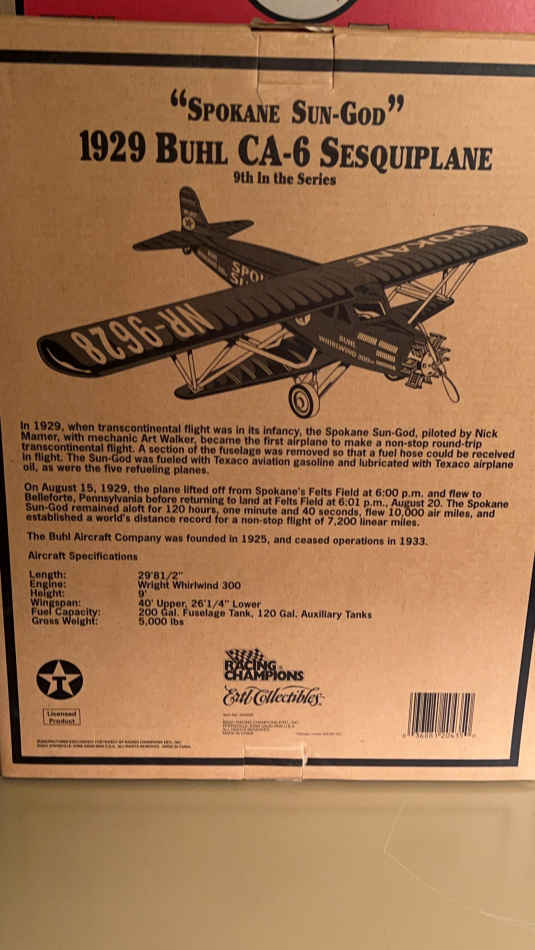 “SPOKANE SUN-GOD”
1929 BUHL CA-6 SESQUIPLANE
9th In the Series
SPOKANE
NR-9628
BUHL
WHIRLWIND 300
In 1929, when transcontinental flight was in its infancy, the Spokane Sun-God, piloted by Nick
Mamer, with mechanic Art Walker, became the first airplane to make a non-stop round-trip
transcontinental flight. A section of the fuselage was removed so that a fuel hose could be received
in flight. The Sun-God was fueled with Texaco aviation gasoline and lubricated with Texaco airplane
oil, as were the five refueling planes.
On August 15, 1929, the plane lifted off from Spokane's Felts Field at 6:00 p.m. and flew to
Belleforte, Pennsylvania before returning to land at Felts Field at 6:01 p.m., August 20. The Spokane
Sun-God remained aloft for 120 hours, one minute and 40 seconds, flew 10,000 air miles, and
established a world's distance record for a non-stop flight of 7,200 linear miles.
The Buhl Aircraft Company was founded in 1925, and ceased operations in 1933.
Aircraft Specifications
Length: 29'81/2"
Engine: Wright Whirlwind 300
Height: 9'
Wingspan: 40' Upper, 26'1/4" Lower
Fuel Capacity: 200 Gal. Fuselage Tank, 120 Gal. Auxiliary Tanks
Gross Weight: 5,000 lbs
T
Licensed
Product
RACING
CHAMPIONS
Ertl Collectibles